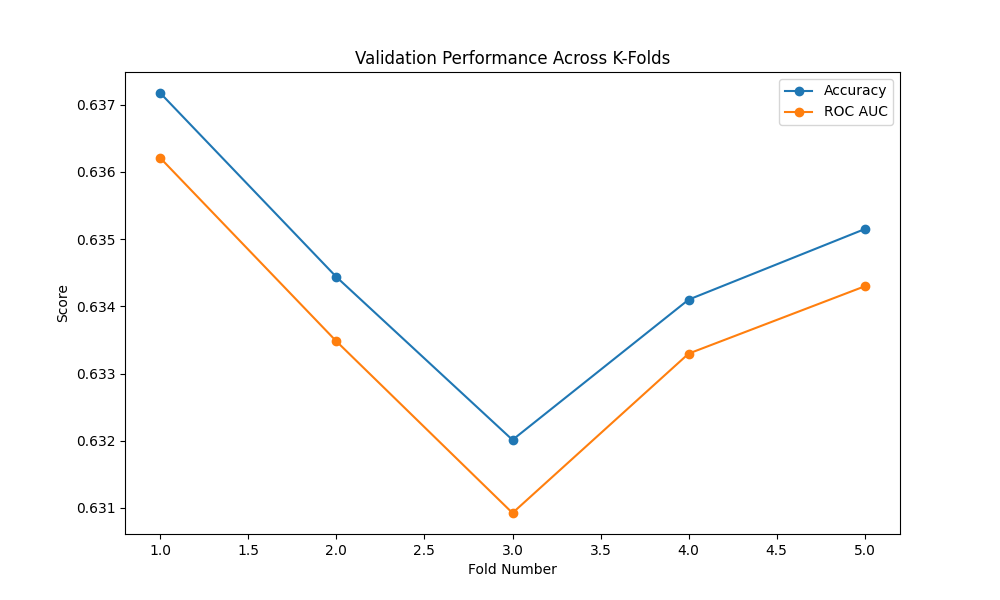 Validation Performance Across K-Folds
Accuracy
ROC AUC
0.637
0.636
0.635
0.634
0.633
0.632
0.631
Score
1.0 1.5 2.0 2.5 3.0 3.5 4.0 4.5 5.0
Fold Number